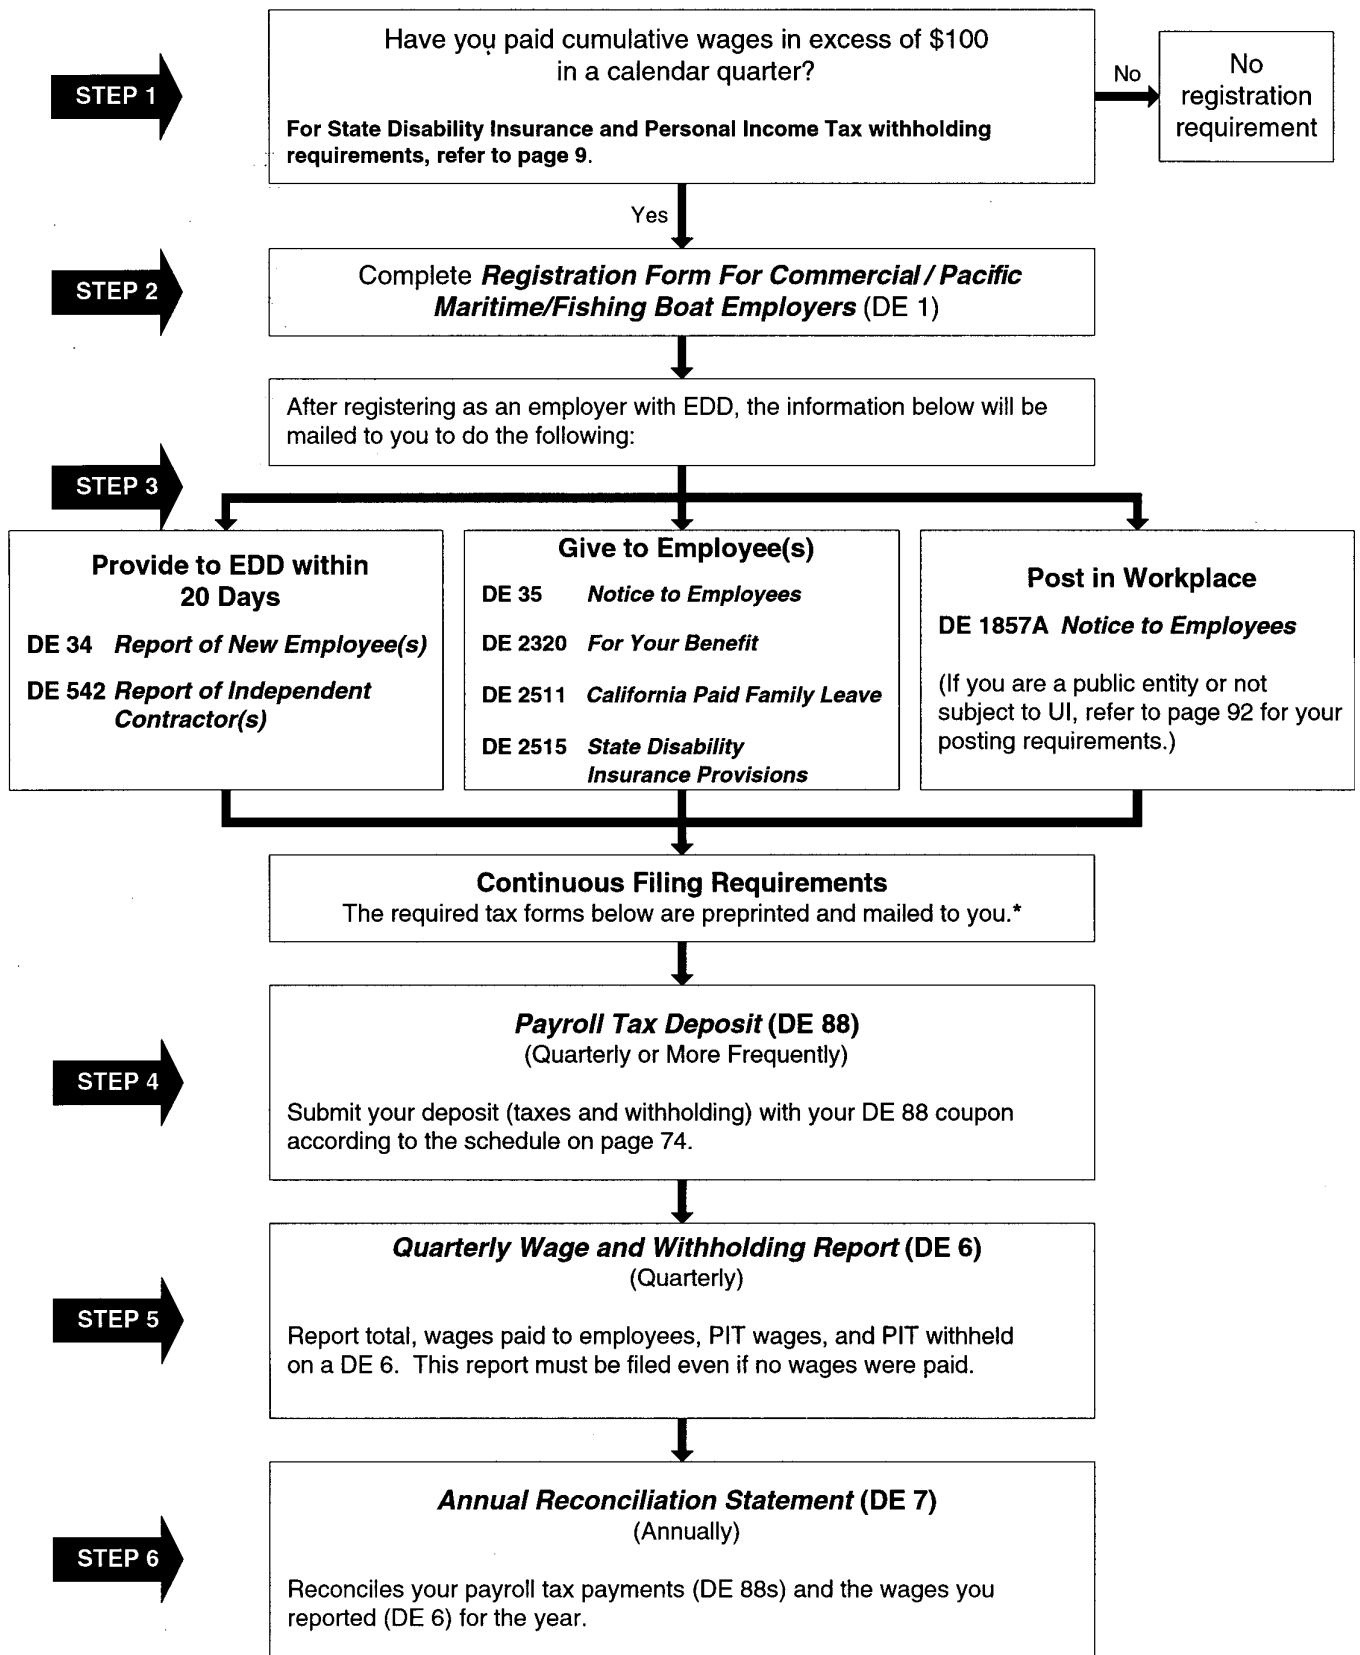 Have you paid cumulative wages in excess of $100
in a calendar quarter?
For State Disability Insurance and Personal Income Tax withholding
requirements, refer to page 9.
STEP 1
No
No
registration
requirement
Yes
STEP 2
Complete Registration Form For Commercial / Pacific
Maritime/Fishing Boat Employers (DE 1)
After registering as an employer with EDD, the information below will be
mailed to you to do the following:
STEP 3
Provide to EDD within
20 Days
DE 34 Report of New Employee(s)
DE 542 Report of Independent
Contractor(s)
Give to Employee(s)
DE 35 Notice to Employees
DE 2320 For Your Benefit
DE 2511 California Paid Family Leave
DE 2515 State Disability
Insurance Provisions
Post in Workplace
DE 1857A Notice to Employees
(If you are a public entity or not
subject to UI, refer to page 92 for your
posting requirements.)
Continuous Filing Requirements
The required tax forms below are preprinted and mailed to you.*
STEP 4
Payroll Tax Deposit (DE 88)
(Quarterly or More Frequently)
Submit your deposit (taxes and withholding) with your DE 88 coupon
according to the schedule on page 74.
STEP 5
Quarterly Wage and Withholding Report (DE 6)
(Quarterly)
Report total, wages paid to employees, PIT wages, and PIT withheld
on a DE 6. This report must be filed even if no wages were paid.
STEP 6
Annual Reconciliation Statement (DE 7)
(Annually)
Reconciles your payroll tax payments (DE 88s) and the wages you
reported (DE 6) for the year.